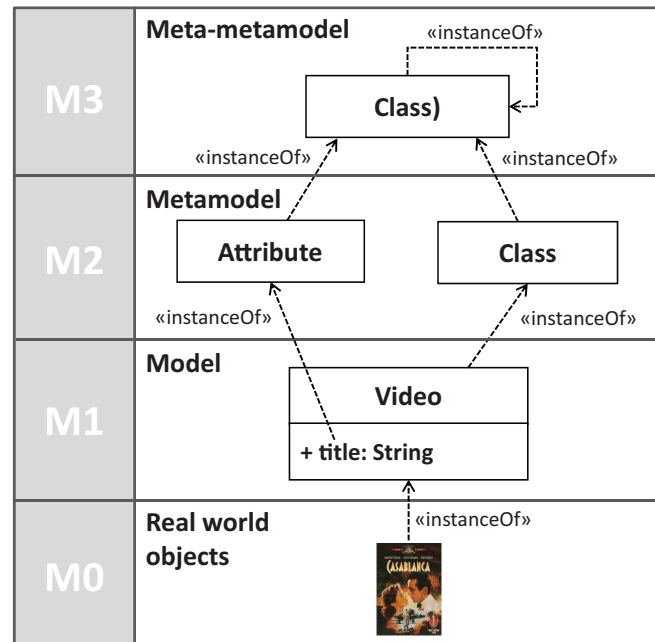 M3
Meta-metamodel
«instanceOf»
Class)
«instanceOf»
«instanceOf»
M2
Metamodel
Attribute
Class
«instanceOf»
«instanceOf»
M1
Model
Video
+ title: String
M0
Real world
objects
«instanceOf»
CASABLANCA